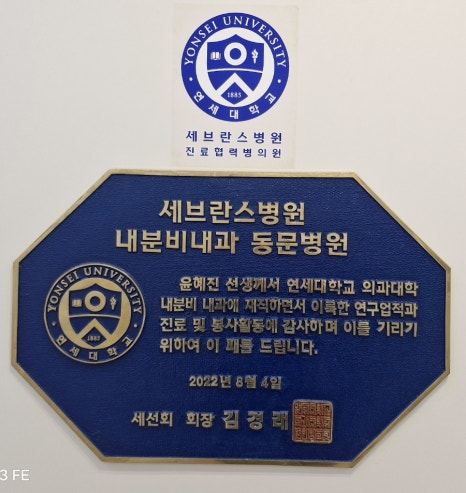 YONSEI UNIVERSITY
1885
연세대학교
세브란스병원
진료협력병의원
세브란스병원
내분비내과 동문병원
YONSEI UNIVERSITY
1885
연세대학교
윤혜진 선생께서 연세대학교 의과대학
내분비 내과에 재직하면서 이룩한 연구업적과
진료 및 봉사활동에 감사하며 이를 기리기
위하여 이 패를 드립니다.
2022년 8월 4일
세선회 회장 김경래
3 FE